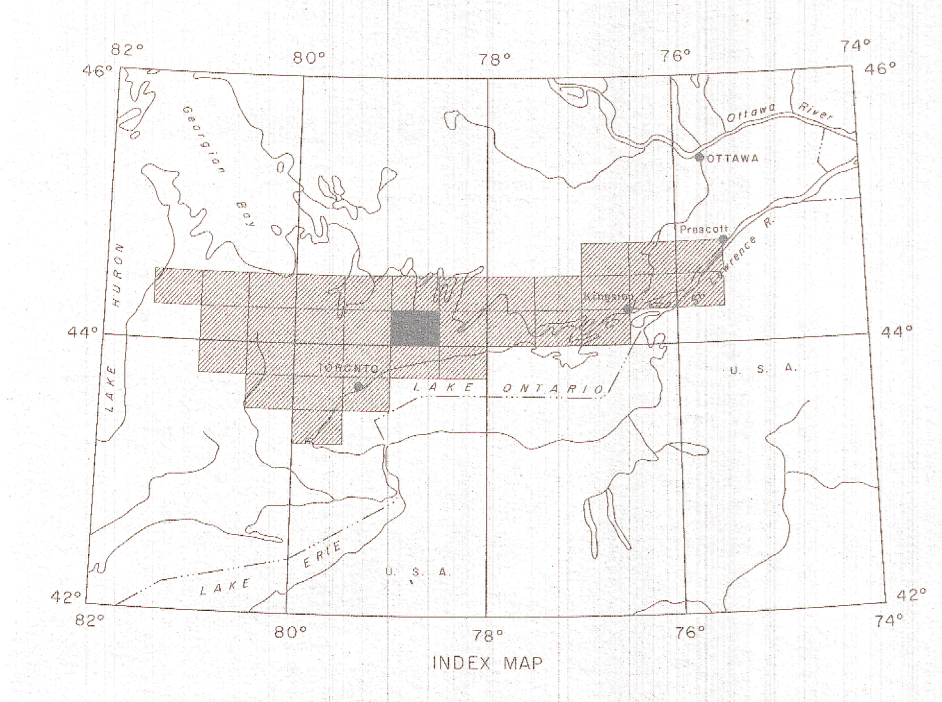 82°
80°
78°
76°
74°
46°
46°
Georgian Bay
Ottawa River
OTTAWA
Prescott
Lawrence R.
LAKE HURON
Kingston
44°
44°
TORONTO
LAKE ONTARIO
U. S. A.
LAKE ERIE
U. S. A.
42°
42°
82°
80°
78°
76°
74°
INDEX MAP